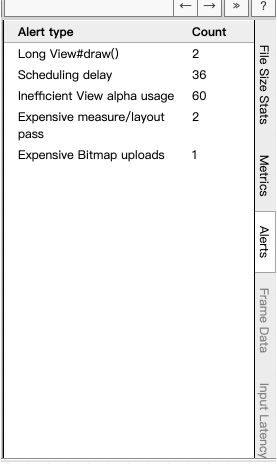 ← → » ?
Alert type Count
Long View#draw() 2
Scheduling delay 36
Inefficient View alpha usage 60
Expensive measure/layout 2
pass
Expensive Bitmap uploads 1
File Size Stats
Metrics
Alerts
Frame Data
Input Latency